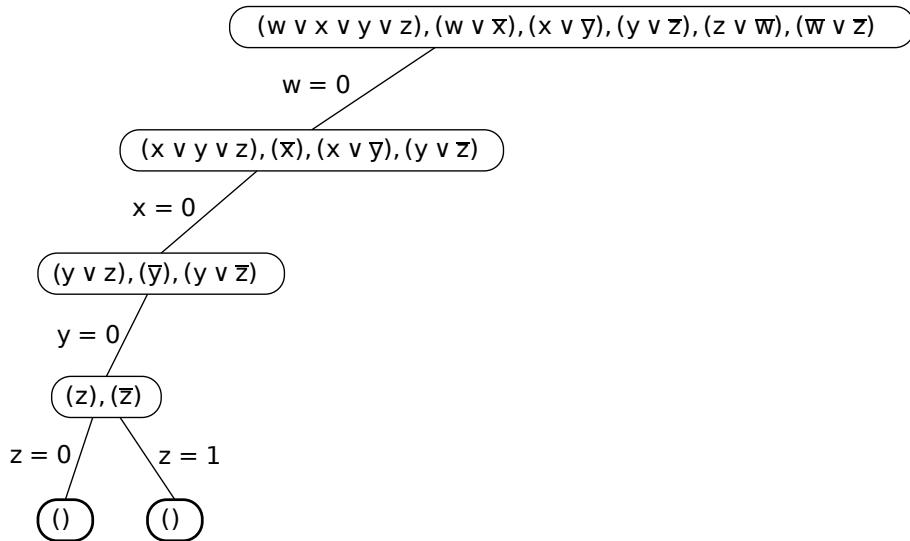 (w ∨ x ∨ y ∨ z), (w ∨ x̅), (x ∨ y̅), (y ∨ z̅), (z ∨ w̅), (w̅ ∨ z̅)
w = 0
(x ∨ y ∨ z), (x̅), (x ∨ y̅), (y ∨ z̅)
x = 0
(y ∨ z), (y̅), (y ∨ z̅)
y = 0
(z), (z̅)
z = 0 z = 1
() ()